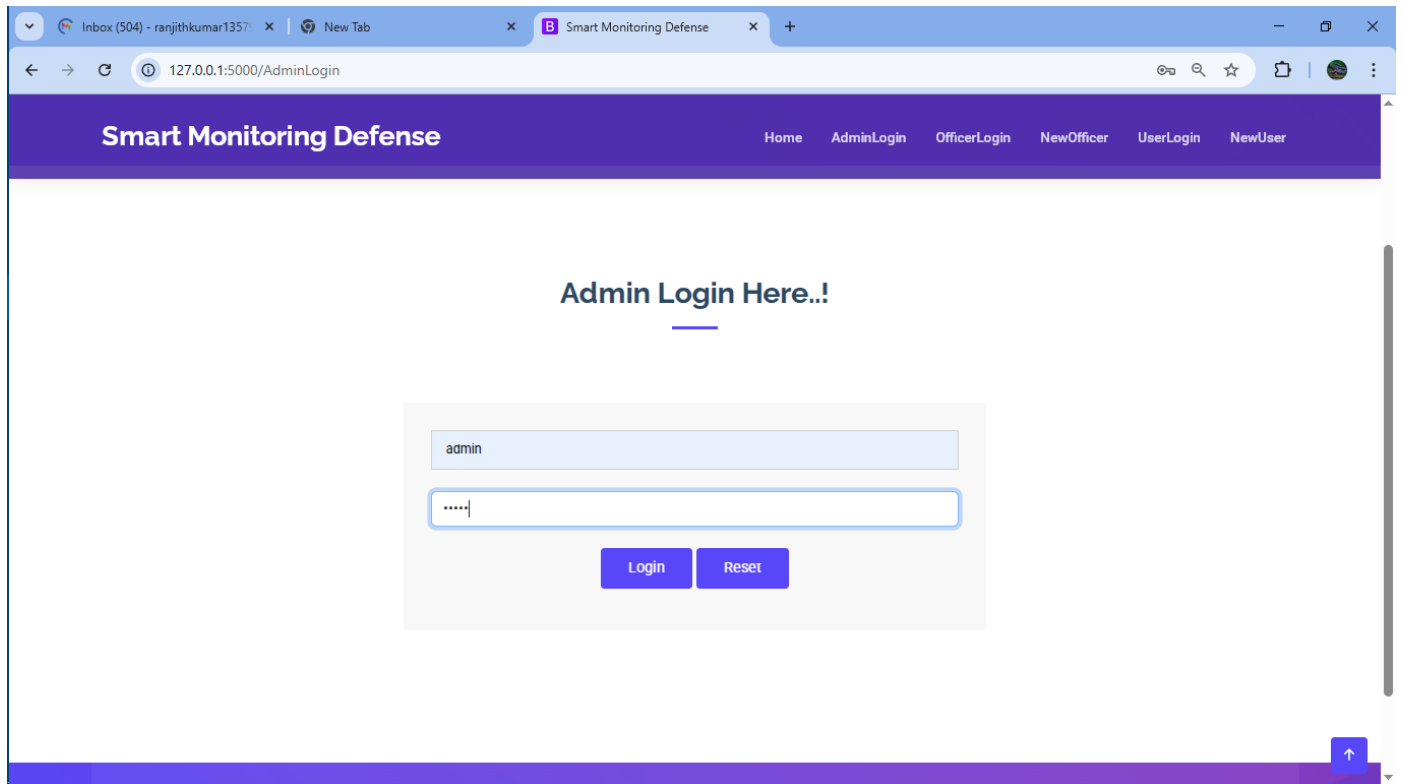 Inbox (504) - ranjithkumar1357
New Tab
B Smart Monitoring Defense
127.0.0.1:5000/AdminLogin
Smart Monitoring Defense
Home AdminLogin OfficerLogin NewOfficer UserLogin NewUser
Admin Login Here..!
admin
•••••
Login Reset